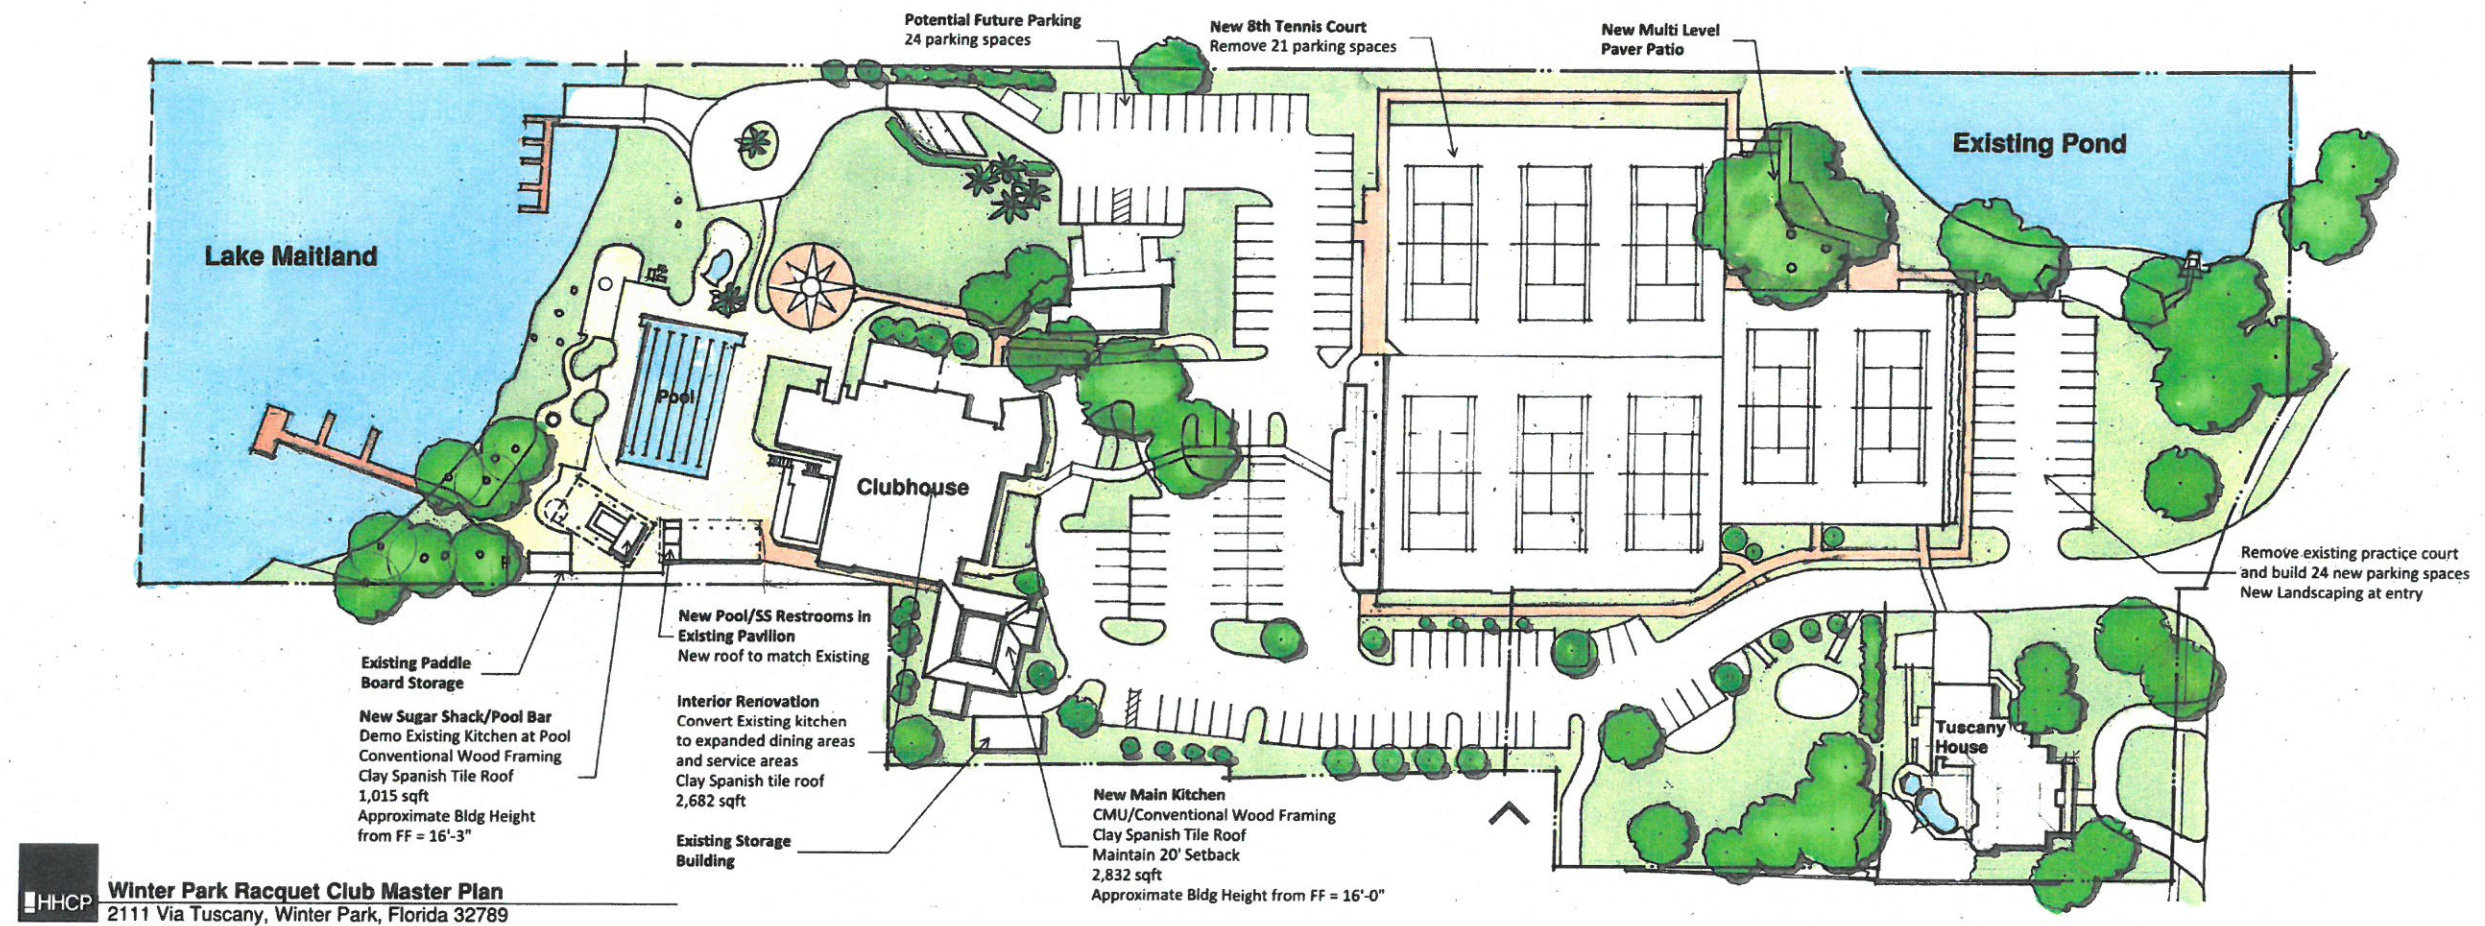 Potential Future Parking
24 parking spaces
New 8th Tennis Court
Remove 21 parking spaces
New Multi Level
Paver Patio
Existing Pond
Lake Maitland
Pool
Clubhouse
Remove existing practice court
and build 24 new parking spaces
New Landscaping at entry
New Pool/SS Restrooms in
Existing Pavilion
New roof to match Existing
Existing Paddle
Board Storage
New Sugar Shack/Pool Bar
Demo Existing Kitchen at Pool
Conventional Wood Framing
Clay Spanish Tile Roof
1,015 sqft
Approximate Bldg Height
from FF = 16'-3"
Interior Renovation
Convert Existing kitchen
to expanded dining areas
and service areas
Clay Spanish tile roof
2,682 sqft
Existing Storage
Building
New Main Kitchen
CMU/Conventional Wood Framing
Clay Spanish Tile Roof
Maintain 20' Setback
2,832 sqft
Approximate Bldg Height from FF = 16'-0"
Tuscany
House
HHCP
Winter Park Racquet Club Master Plan
2111 Via Tuscany, Winter Park, Florida 32789